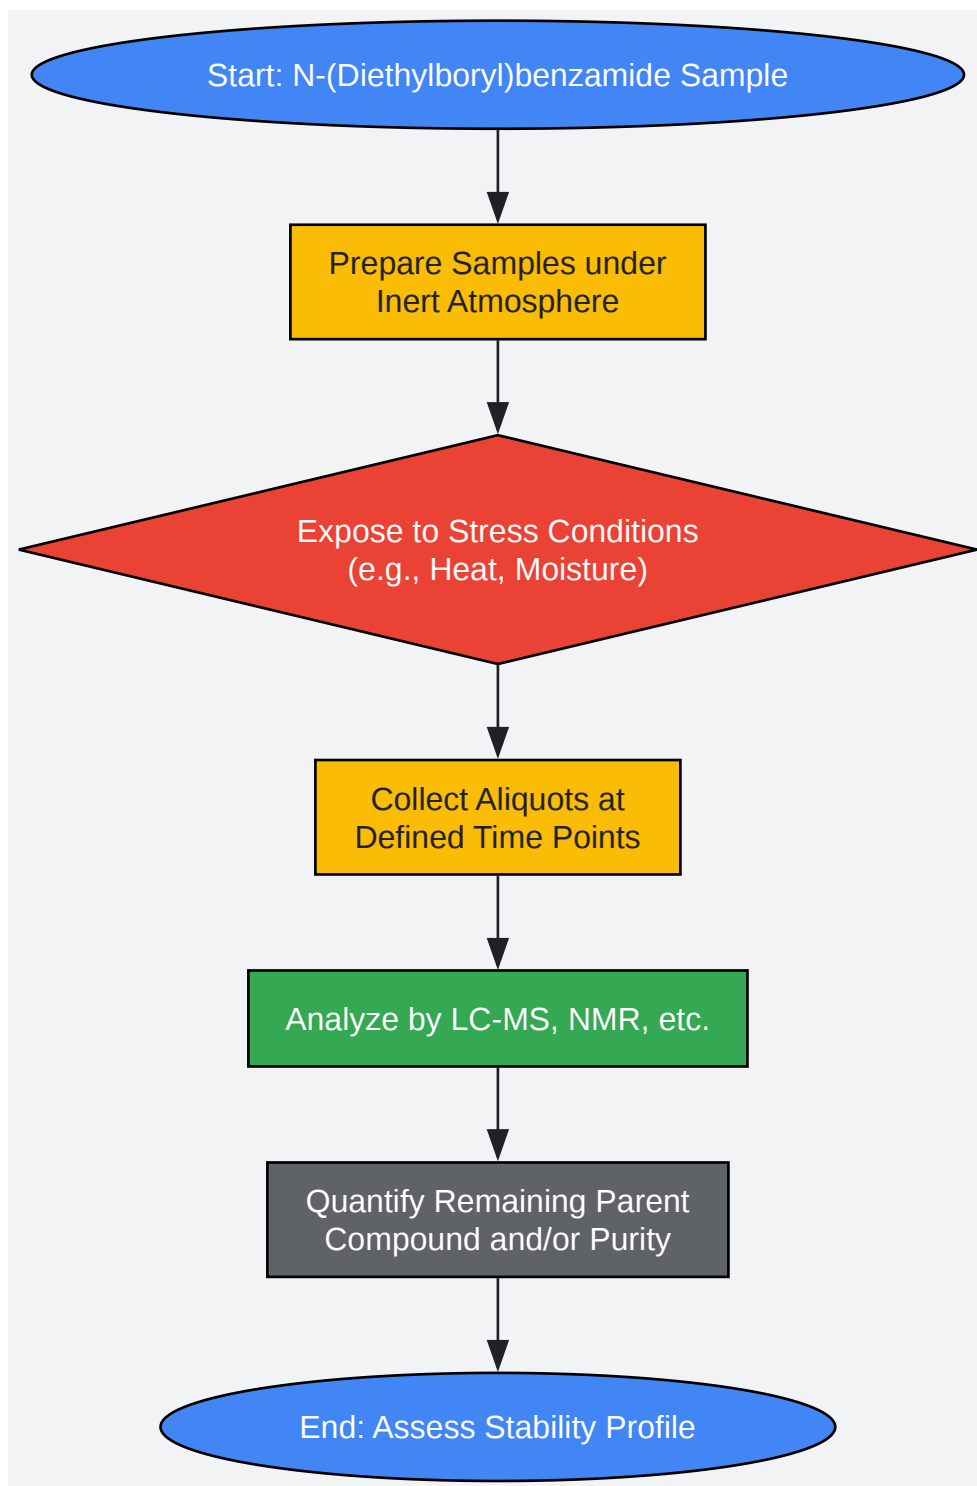 Start: N-(Diethylboryl)benzamide Sample
Prepare Samples under
Inert Atmosphere
Expose to Stress Conditions
(e.g., Heat, Moisture)
Collect Aliquots at
Defined Time Points
Analyze by LC-MS, NMR, etc.
Quantify Remaining Parent
Compound and/or Purity
End: Assess Stability Profile